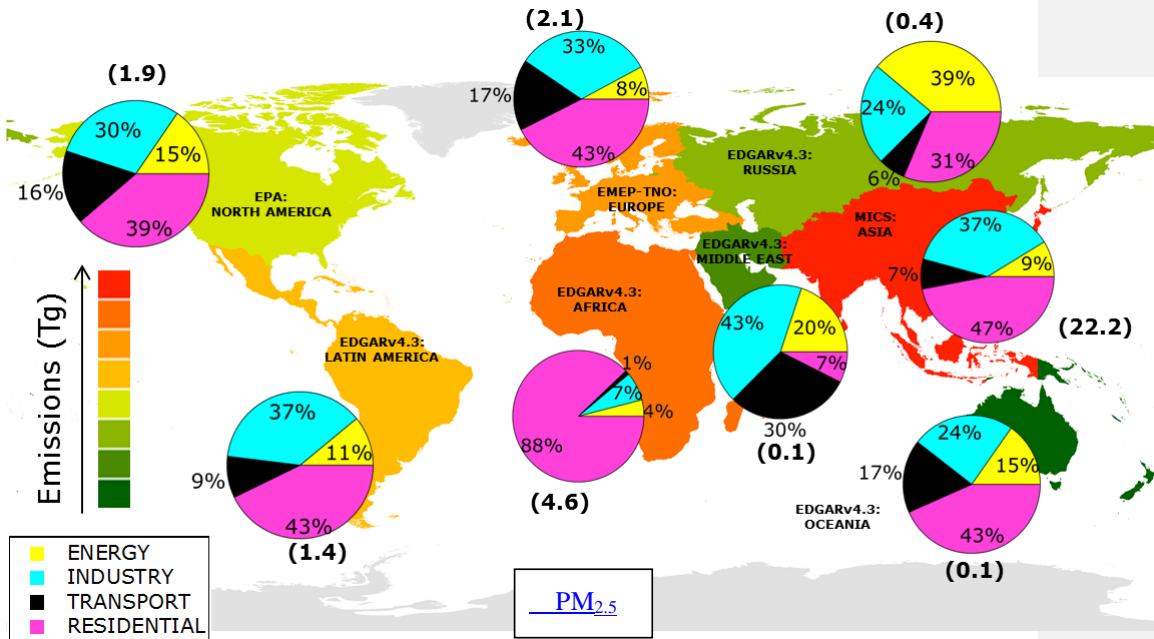 (2.1)
33%
17%
8%
43%
(0.4)
39%
24%
6%
31%
(1.9)
30%
15%
16%
39%
EPA:
NORTH AMERICA
EDGARv4.3:
RUSSIA
EMEP-TNO:
EUROPE
MICS:
ASIA
EDGARv4.3:
MIDDLE EAST
37%
7%
9%
47%
(22.2)
EDGARv4.3:
AFRICA
43%
20%
7%
30%
(0.1)
EDGARv4.3:
LATIN AMERICA
1%
7%
4%
88%
(4.6)
37%
11%
9%
43%
(1.4)
24%
17%
15%
43%
(0.1)
EDGARv4.3:
OCEANIA
Emissions (Tg)
ENERGY
INDUSTRY
TRANSPORT
RESIDENTIAL
PM2.5